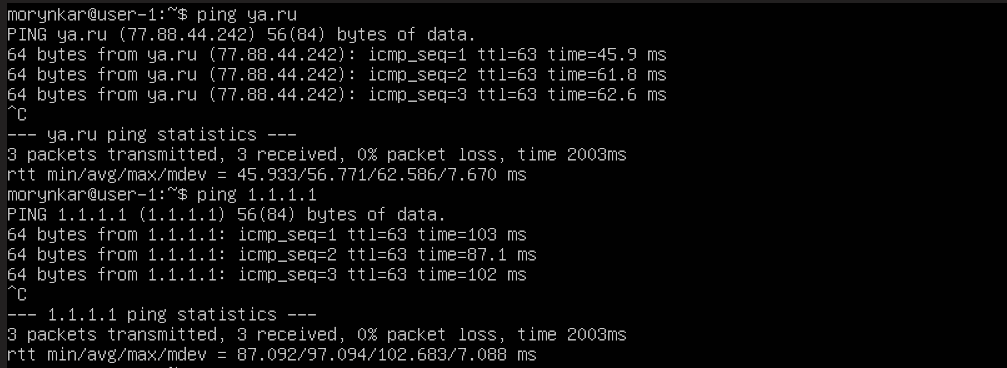 morynkar@user-1:~$ ping ya.ru
PING ya.ru (77.88.44.242) 56(84) bytes of data.
64 bytes from ya.ru (77.88.44.242): icmp_seq=1 ttl=63 time=45.9 ms
64 bytes from ya.ru (77.88.44.242): icmp_seq=2 ttl=63 time=61.8 ms
64 bytes from ya.ru (77.88.44.242): icmp_seq=3 ttl=63 time=62.6 ms
^C
--- ya.ru ping statistics ---
3 packets transmitted, 3 received, 0% packet loss, time 2003ms
rtt min/avg/max/mdev = 45.933/56.771/62.586/7.670 ms
morynkar@user-1:~$ ping 1.1.1.1
PING 1.1.1.1 (1.1.1.1) 56(84) bytes of data.
64 bytes from 1.1.1.1: icmp_seq=1 ttl=63 time=103 ms
64 bytes from 1.1.1.1: icmp_seq=2 ttl=63 time=87.1 ms
64 bytes from 1.1.1.1: icmp_seq=3 ttl=63 time=102 ms
^C
--- 1.1.1.1 ping statistics ---
3 packets transmitted, 3 received, 0% packet loss, time 2003ms
rtt min/avg/max/mdev = 87.092/97.094/102.683/7.088 ms